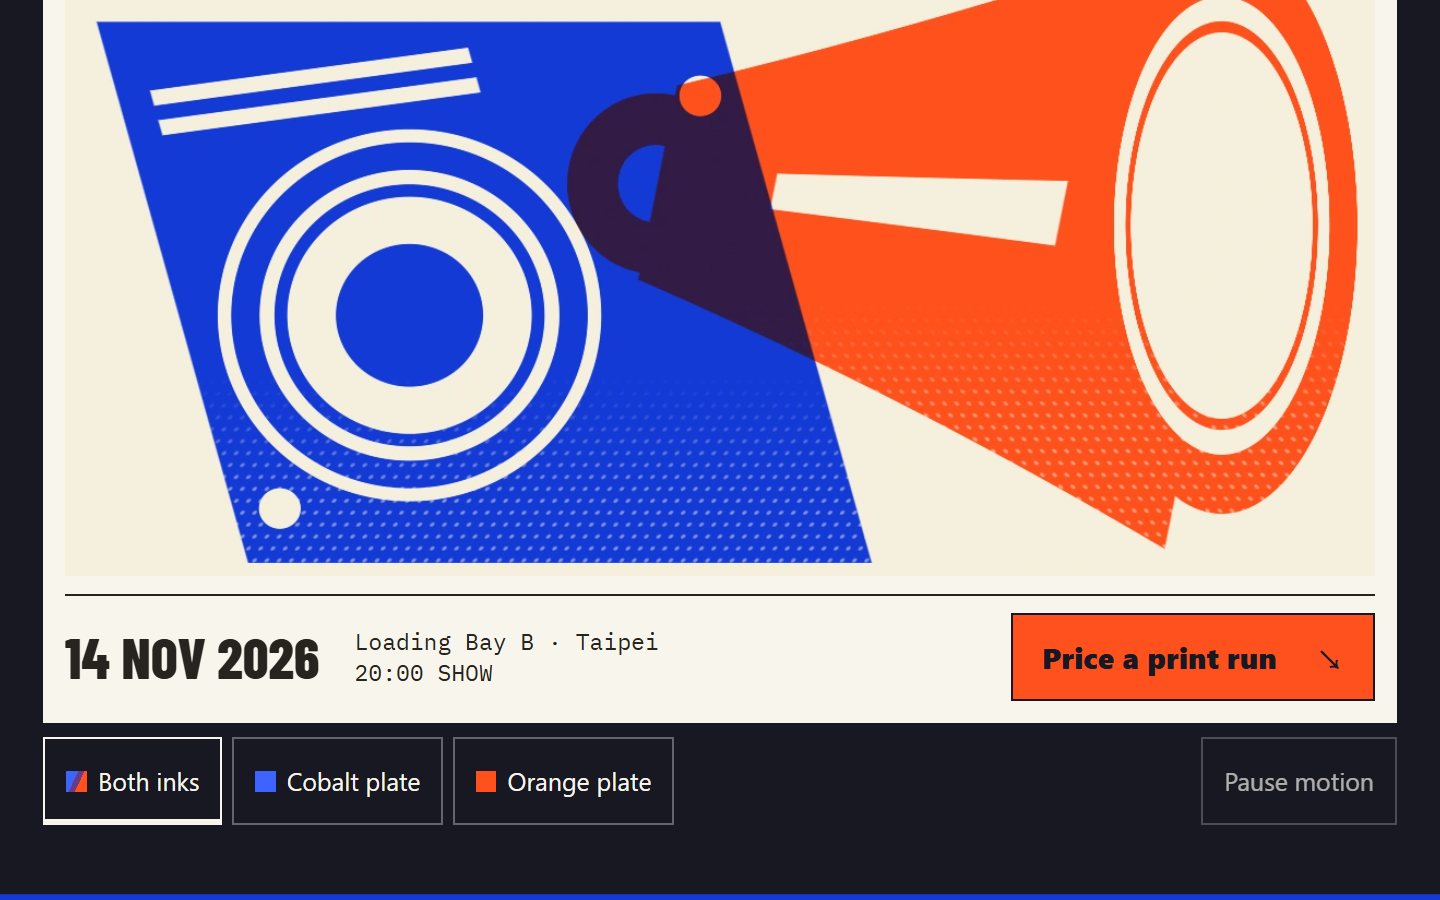 14 NOV 2026
Loading Bay B · Taipei
20:00 SHOW
Price a print run ↘
Both inks
Cobalt plate
Orange plate
Pause motion